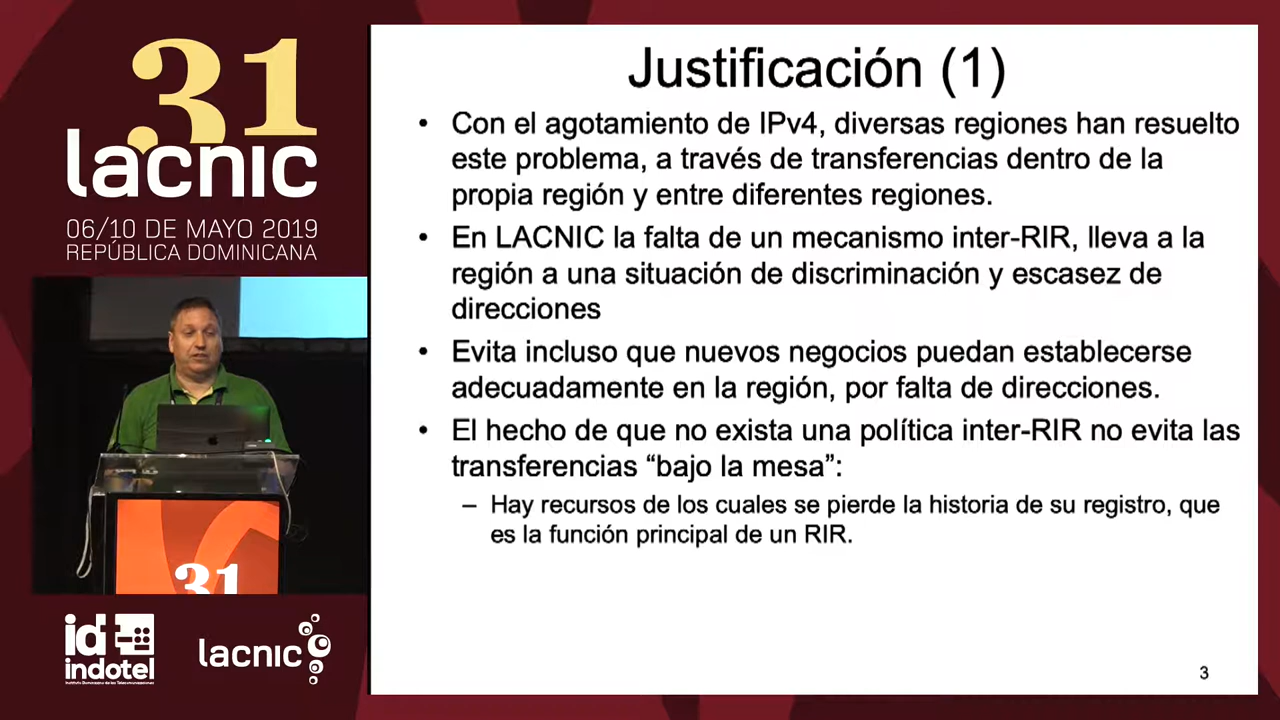 31
lacnic
06/10 DE MAYO 2019
REPÚBLICA DOMINICANA
Justificación (1)
• Con el agotamiento de IPv4, diversas regiones han resuelto
este problema, a través de transferencias dentro de la
propia región y entre diferentes regiones.
• En LACNIC la falta de un mecanismo inter-RIR, lleva a la
región a una situación de discriminación y escasez de
direcciones
• Evita incluso que nuevos negocios puedan establecerse
adecuadamente en la región, por falta de direcciones.
• El hecho de que no exista una política inter-RIR no evita las
transferencias “bajo la mesa”:
– Hay recursos de los cuales se pierde la historia de su registro, que
es la función principal de un RIR.
3
31
id
indotel
Instituto Dominicano de las Telecomunicaciones
lacnic